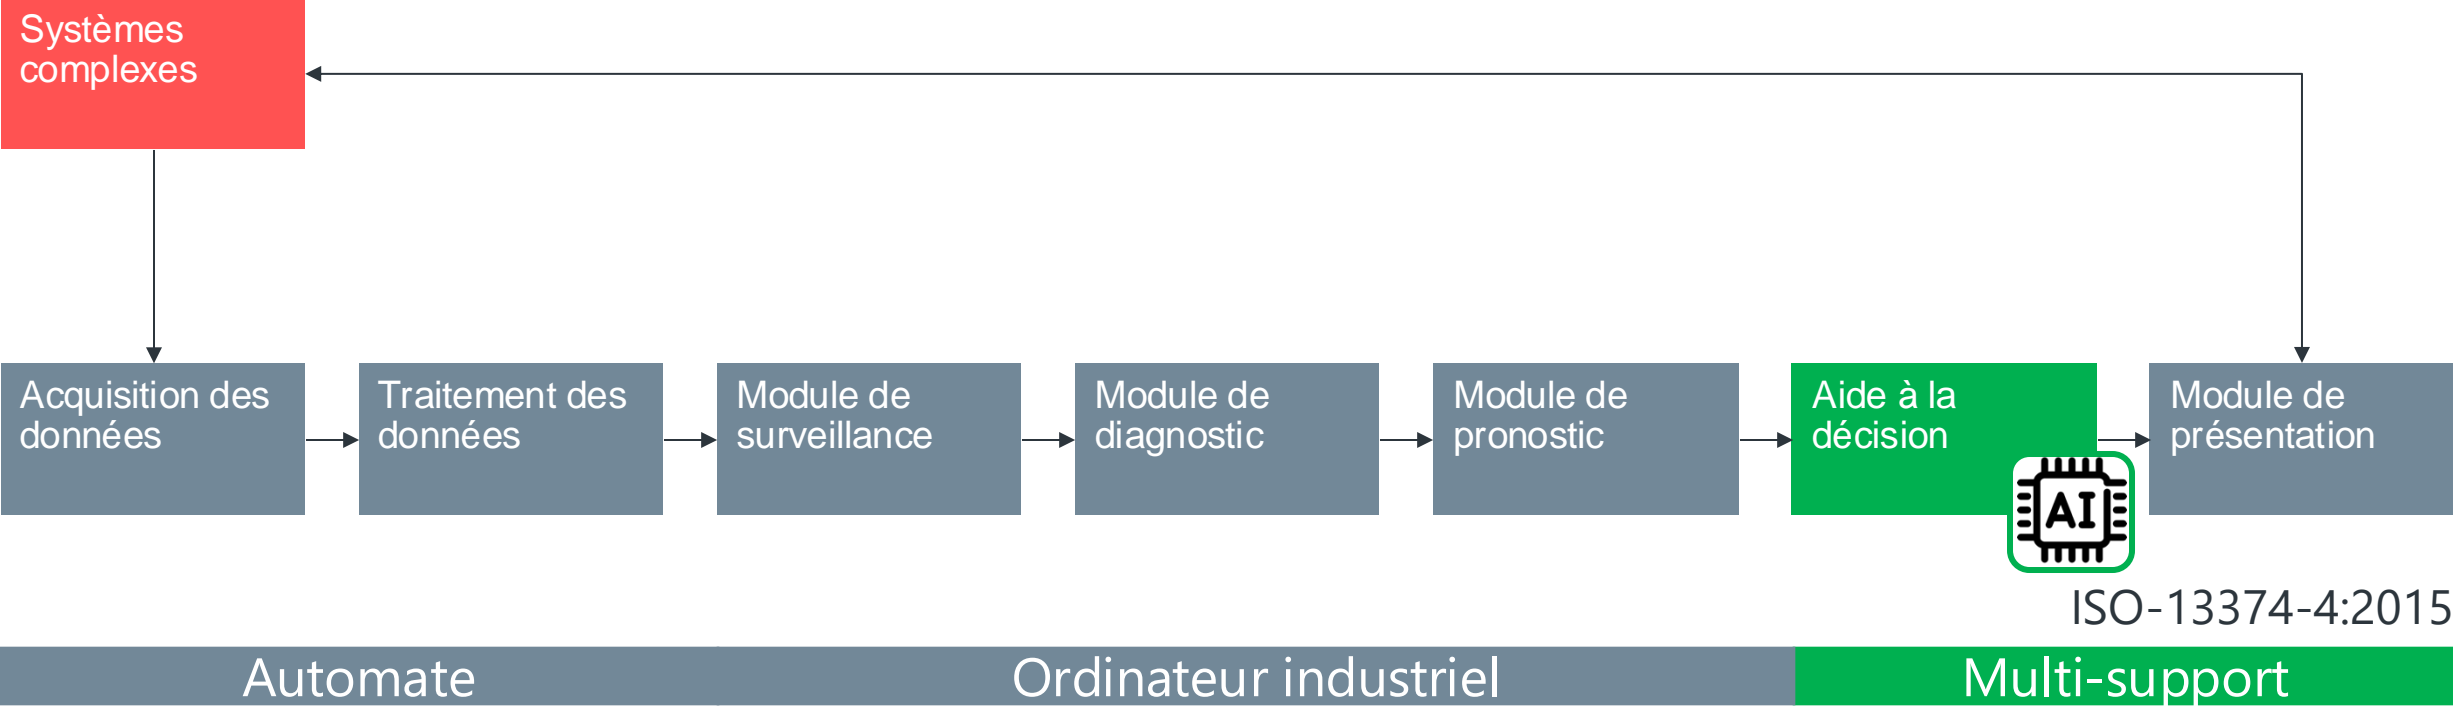 Systèmes
complexes
Acquisition des
données
Traitement des
données
Module de
surveillance
Module de
diagnostic
Module de
pronostic
Aide à la
décision
Module de
présentation
AI
ISO-13374-4:2015
Automate
Ordinateur industriel
Multi-support